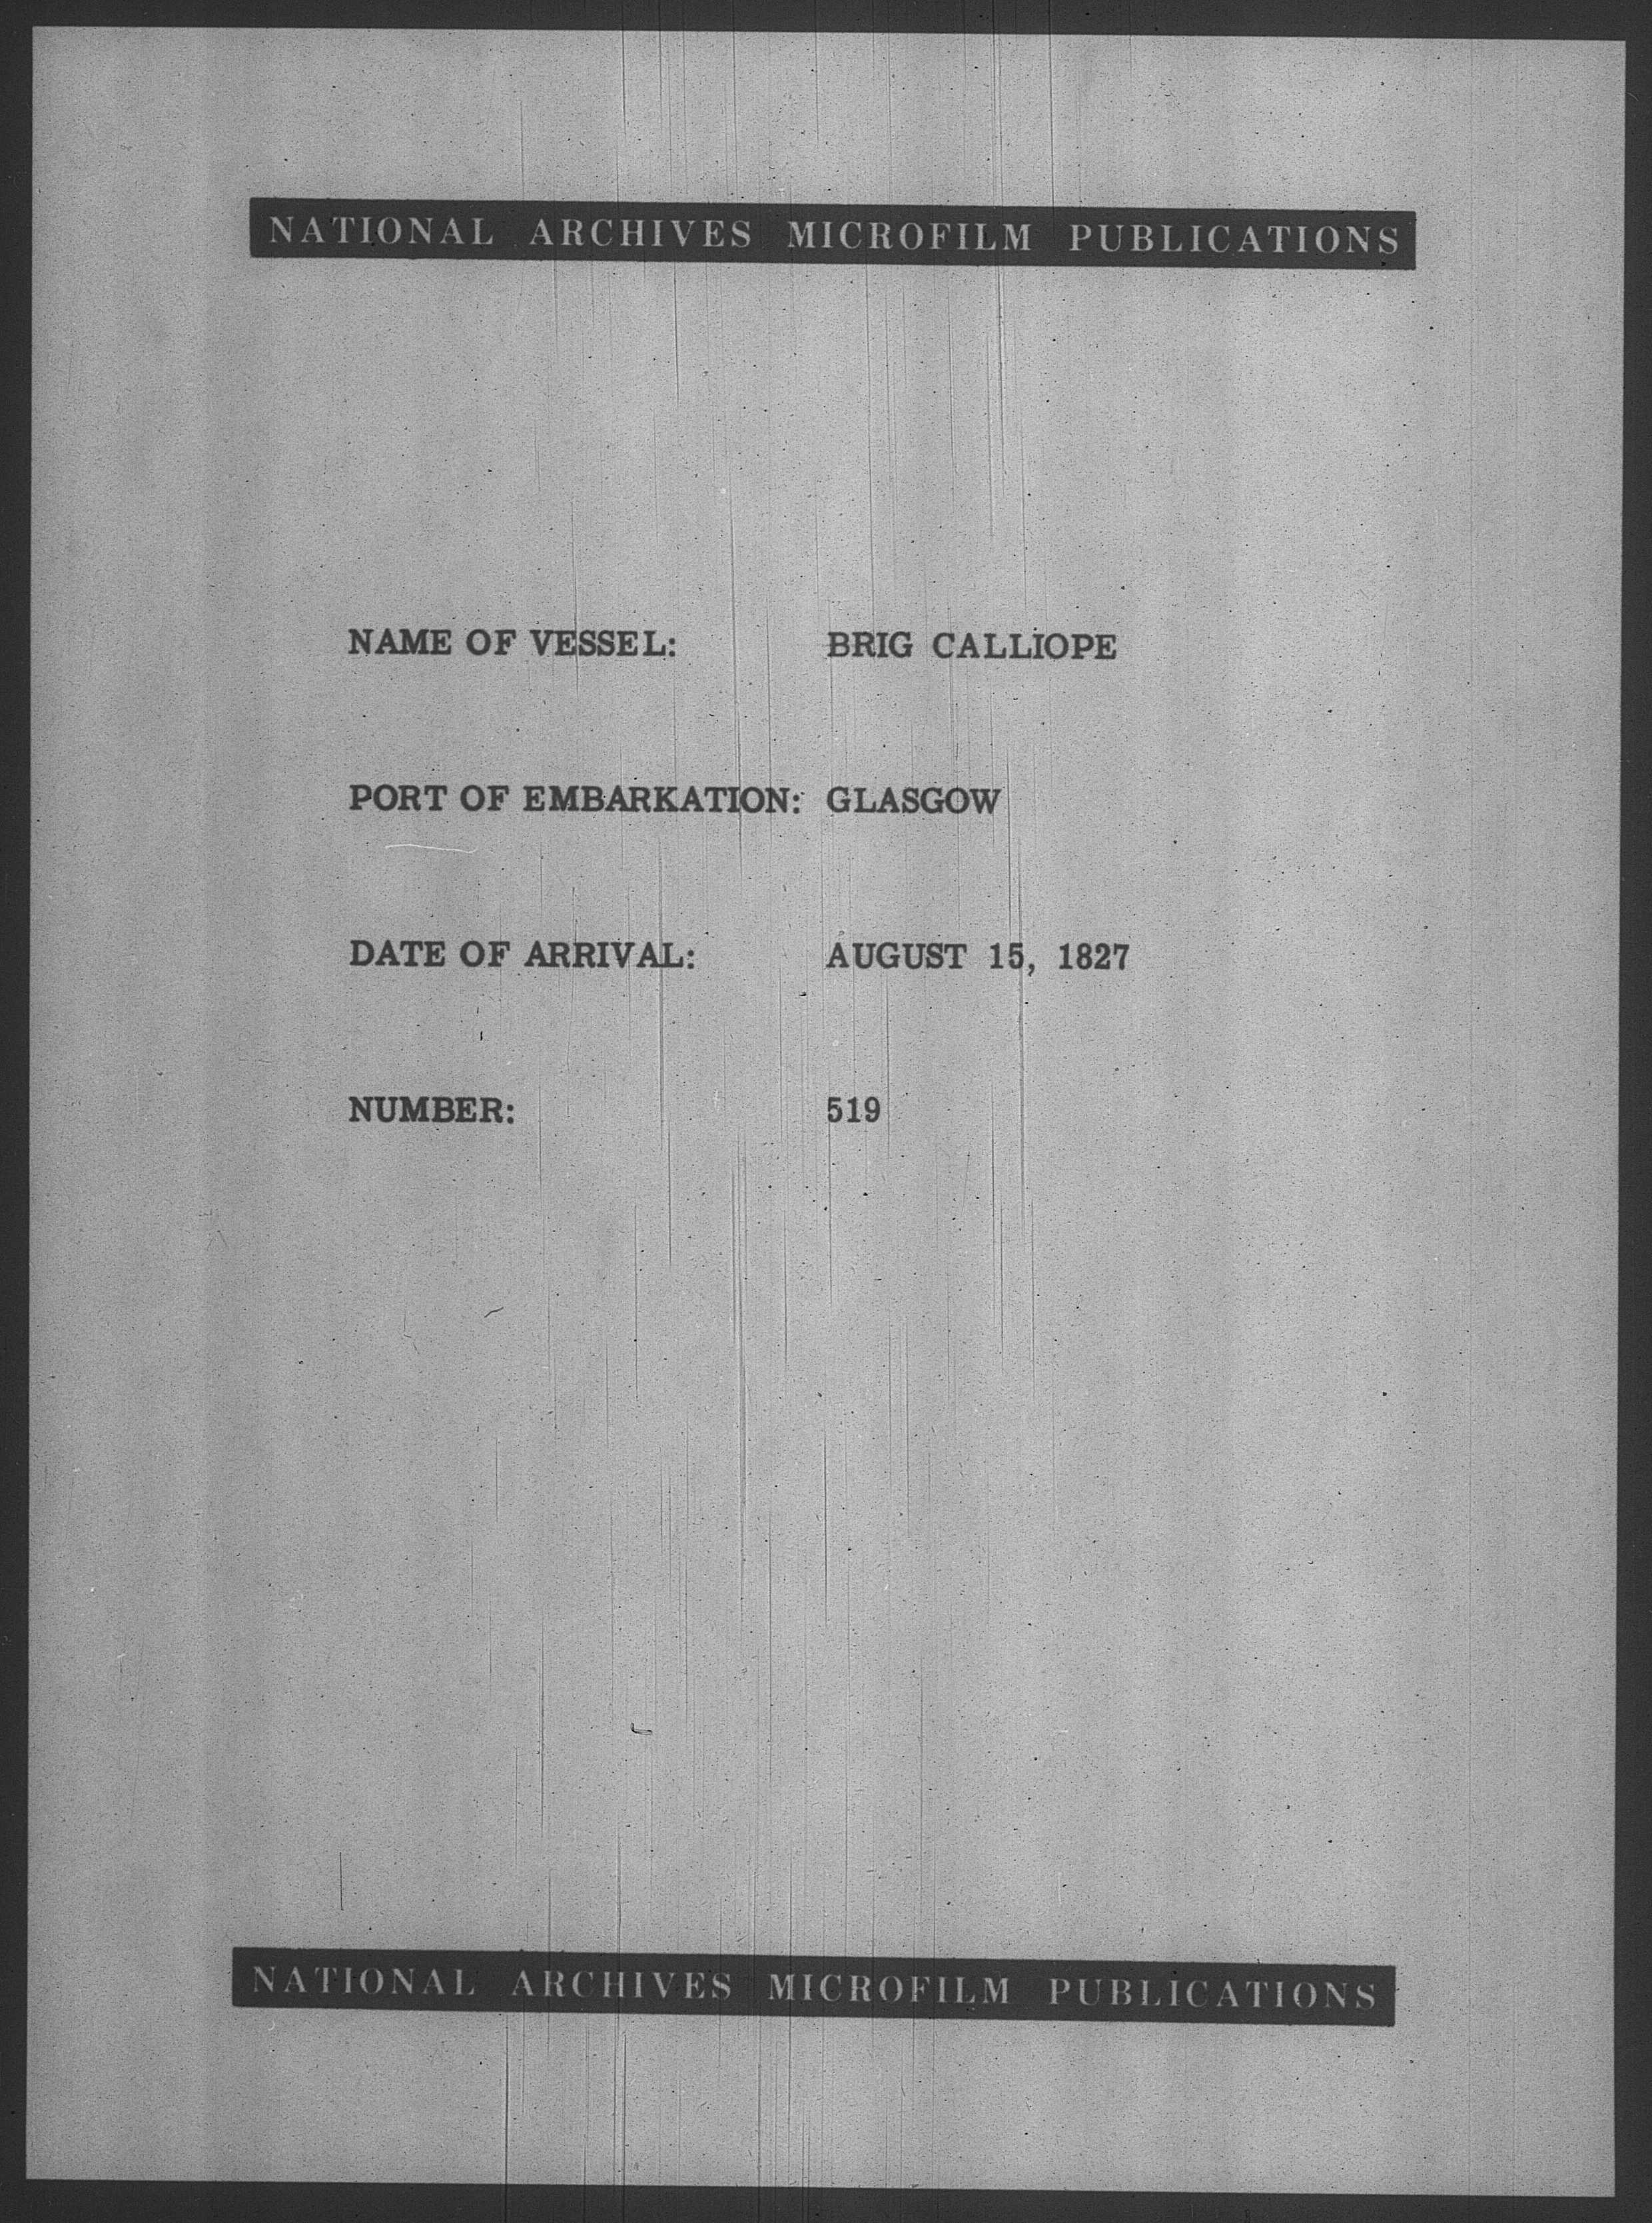 NATIONAL ARCHIVES MICROFILM PUBLICATIONS
NAME OF VESSEL: BRIG CALLIOPE
PORT OF EMBARKATION: GLASGOW
DATE OF ARRIVAL: AUGUST 15, 1827
NUMBER: 519
NATIONAL ARCHIVES MICROFILM PUBLICATIONS